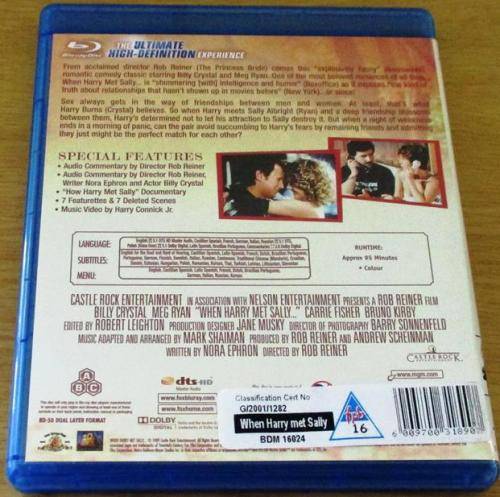 Blu-ray Disc
THE ULTIMATE
HIGH-DEFINITION EXPERIENCE
From acclaimed director Rob Reiner (The Princess Bride) comes this "explosively funny"
romantic comedy classic starring Billy Crystal and Meg Ryan. One of the most beloved romances of all time,
When Harry Met Sally... is "shimmering [with] intelligence and humor" (Boxoffice) as it explores "the kind of
truth about relationships that hasn't shown up in movies before" (New York).
Sex always gets in the way of friendships between men and women. At least, that's what
Harry Burns (Crystal) believes. So when Harry meets Sally Albright (Ryan) and a deep friendship blossoms
between them, Harry's determined not to let his attraction to Sally destroy it. But when a night of weakness
ends in a morning of panic, can the pair avoid succumbing to Harry's fears by remaining friends and admitting
they just might be the perfect match for each other?
SPECIAL FEATURES
• Audio Commentary by Director Rob Reiner
• Audio Commentary by Director Rob Reiner,
Writer Nora Ephron and Actor Billy Crystal
• "How Harry Met Sally" Documentary
• 7 Featurettes & 7 Deleted Scenes
• Music Video by Harry Connick Jr.
LANGUAGE:
SUBTITLES:
MENU:
RUNTIME:
Approx 95 Minutes
• Colour
CASTLE ROCK ENTERTAINMENT IN ASSOCIATION WITH NELSON ENTERTAINMENT PRESENTS A ROB REINER FILM
BILLY CRYSTAL MEG RYAN "WHEN HARRY MET SALLY..." CARRIE FISHER BRUNO KIRBY
EDITED BY ROBERT LEIGHTON PRODUCTION DESIGNER JANE MUSKY DIRECTOR OF PHOTOGRAPHY BARRY SONNENFELD
MUSIC ADAPTED AND ARRANGED BY MARK SHAIMAN PRODUCED BY ROB REINER AND ANDREW SCHEINMAN
WRITTEN BY NORA EPHRON DIRECTED BY ROB REINER
CASTLE ROCK
ENTERTAINMENT
www.mgm.com
A B C
dts-HD
Master Audio
www.foxbluray.com
www.foxhome.com
BD-50 DUAL LAYER FORMAT
DOLBY
DIGITAL
Classification Cert No
G/2001/1282
When Harry met Sally
BDM 16024
16
6 009700 318907